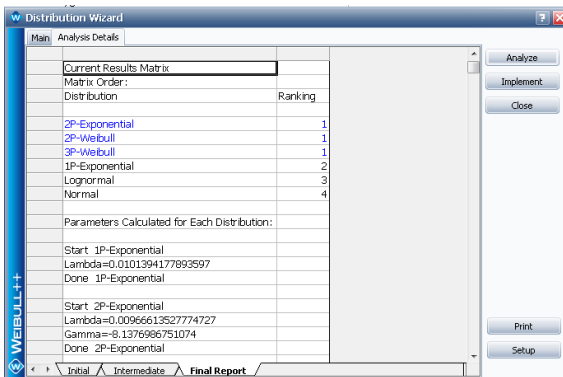 Distribution Wizard
Main Analysis Details
Current Results Matrix
Matrix Order:
Distribution Ranking
2P-Exponential 1
2P-Weibull 1
3P-Weibull 1
1P-Exponential 2
Lognormal 3
Normal 4
Parameters Calculated for Each Distribution:
Start 1P-Exponential
Lambda=0.0101394177893597
Done 1P-Exponential
Start 2P-Exponential
Lambda=0.00966613527774727
Gamma=-8.1376986751074
Done 2P-Exponential
Initial Intermediate Final Report
Analyze
Implement
Close
Print
Setup
WEIBULL++